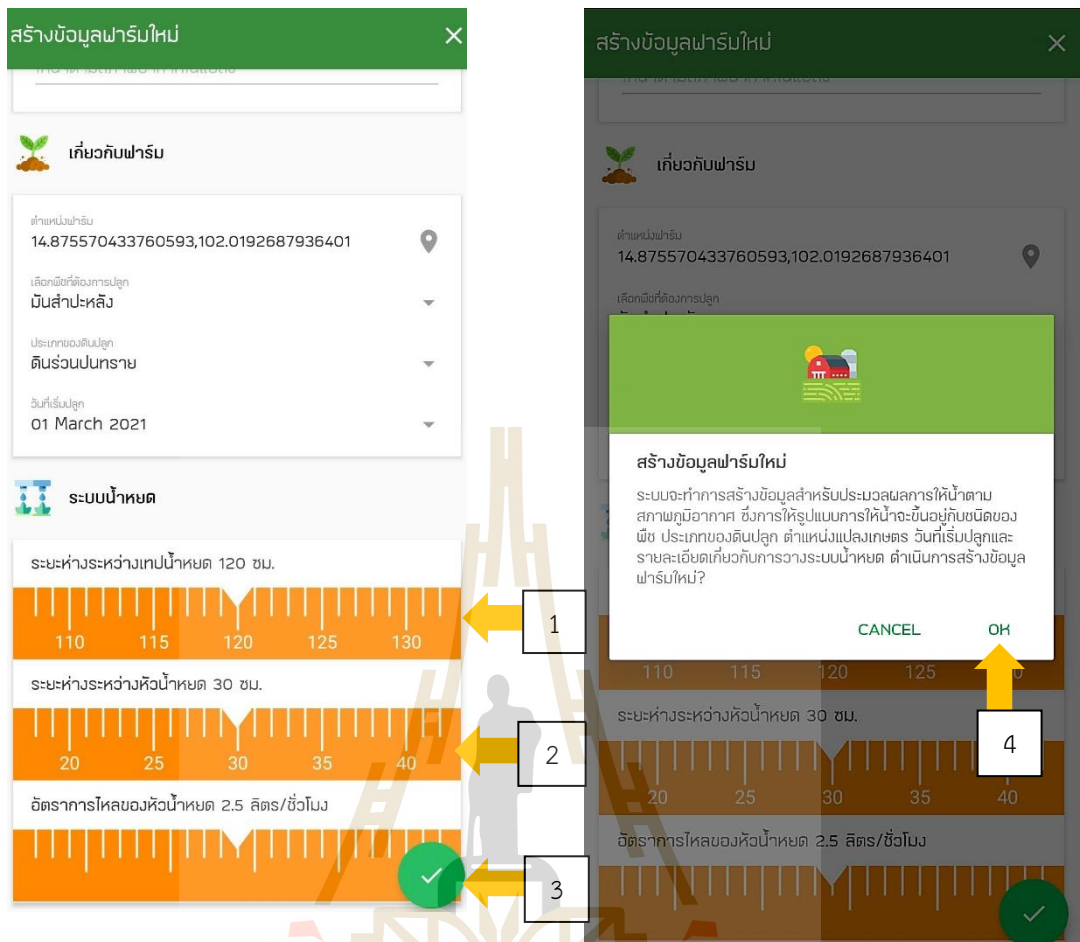 สร้างข้อมูลฟาร์มใหม่
เกี่ยวกับฟาร์ม
ตำแหน่งฟาร์ม
14.875570433760593,102.0192687936401
เลือกพืชที่ต้องการปลูก
มันสำปะหลัง
ประเภทของดินปลูก
ดินร่วนปนทราย
วันที่เริ่มปลูก
01 March 2021
ระบบน้ำหยด
ระยะห่างระหว่างเทปน้ำหยด 120 ซม.
110 115 120 125 130
ระยะห่างระหว่างหัวน้ำหยด 30 ซม.
20 25 30 35 40
อัตราการไหลของหัวน้ำหยด 2.5 ลิตร/ชั่วโมง
1
2
3
สร้างข้อมูลฟาร์มใหม่
เกี่ยวกับฟาร์ม
ตำแหน่งฟาร์ม
14.875570433760593,102.0192687936401
เลือกพืชที่ต้องการปลูก
สร้างข้อมูลฟาร์มใหม่
ระบบจะทำการสร้างข้อมูลสำหรับประมวลผลการให้น้ำตาม
สภาพภูมิอากาศ ซึ่งการให้รูปแบบการให้น้ำจะขึ้นอยู่กับชนิดของ
พืช ประเภทของดินปลูก ตำแหน่งแปลงเกษตร วันที่เริ่มปลูกและ
รายละเอียดเกี่ยวกับการวางระบบน้ำหยด ดำเนินการสร้างข้อมูล
ฟาร์มใหม่?
CANCEL OK
110 115 120 125
ระยะห่างระหว่างหัวน้ำหยด 30 ซม.
4
20 25 30 35 40
อัตราการไหลของหัวน้ำหยด 2.5 ลิตร/ชั่วโมง